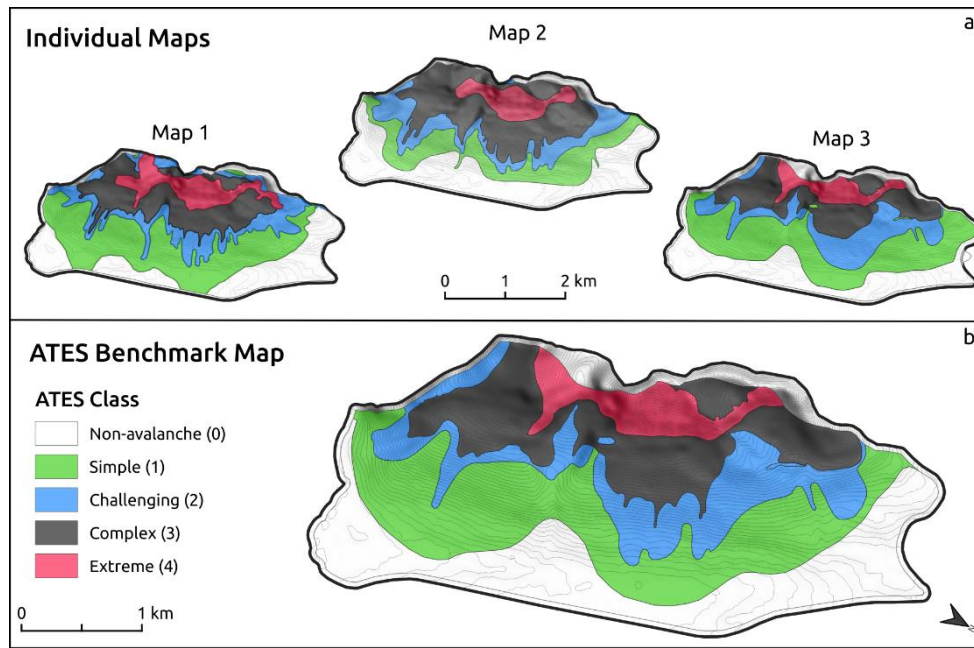 a
Individual Maps
Map 2
Map 1
Map 3
0 1 2 km
b
ATES Benchmark Map
ATES Class
Non-avalanche (0)
Simple (1)
Challenging (2)
Complex (3)
Extreme (4)
0 1 km